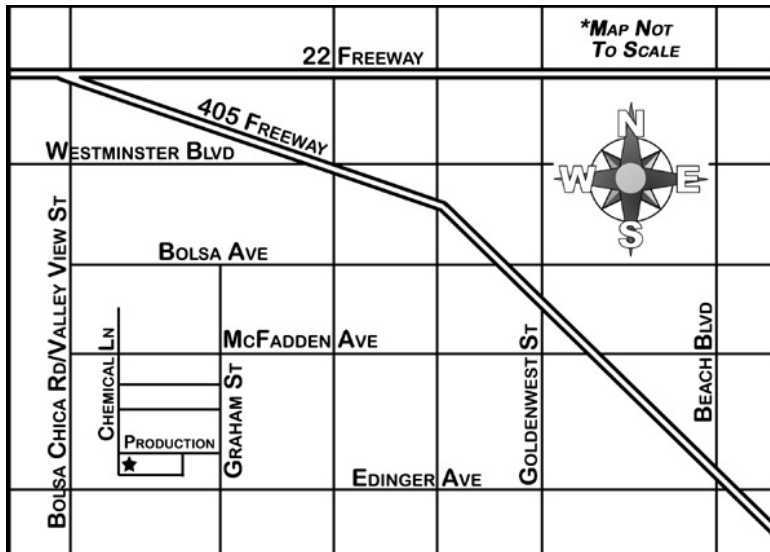 *MAP NOT
TO SCALE
22 FREEWAY
405 FREEWAY
WESTMINSTER BLVD
N
W
E
S
BOLSA AVE
BOLSA CHICA RD/VALLEY VIEW ST
CHEMICAL LN
MCFADDEN AVE
GRAHAM ST
GOLDENWEST ST
BEACH BLVD
PRODUCTION
EDINGER AVE